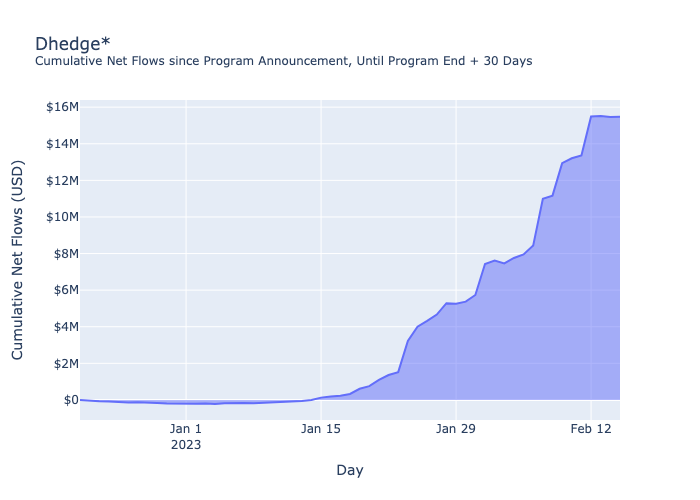 Dhedge*
Cumulative Net Flows since Program Announcement, Until Program End + 30 Days
Cumulative Net Flows (USD)
$16M
$14M
$12M
$10M
$8M
$6M
$4M
$2M
$0
Jan 1
2023
Jan 15
Jan 29
Feb 12
Day